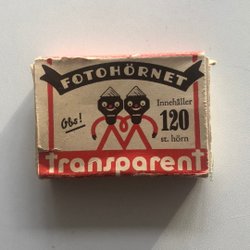 FOTOHÖRNET
Obs!
Innehåller
120
st. hörn
transparent